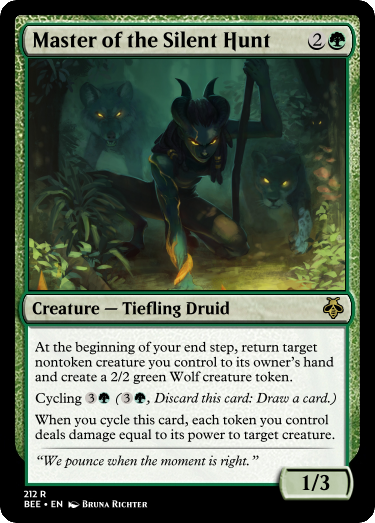 Master of the Silent Hunt 2
Creature — Tiefling Druid
At the beginning of your end step, return target
nontoken creature you control to its owner's hand
and create a 2/2 green Wolf creature token.
Cycling 3 (3, Discard this card: Draw a card.)
When you cycle this card, each token you control
deals damage equal to its power to target creature.
“We pounce when the moment is right.”
1/3
212 R
BEE • EN Bruna Richter